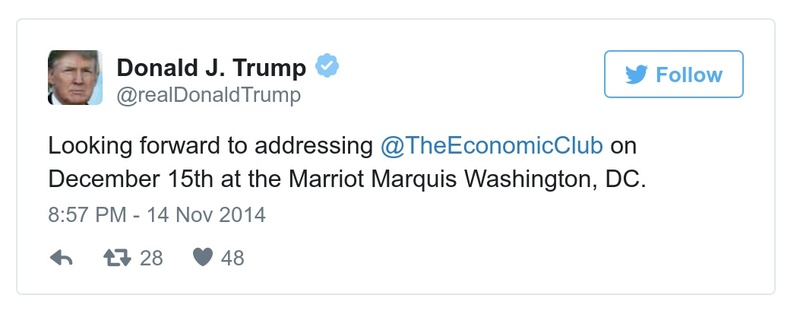 Donald J. Trump
@realDonaldTrump
Follow
Looking forward to addressing @TheEconomicClub on
December 15th at the Marriot Marquis Washington, DC.
8:57 PM - 14 Nov 2014
28 48